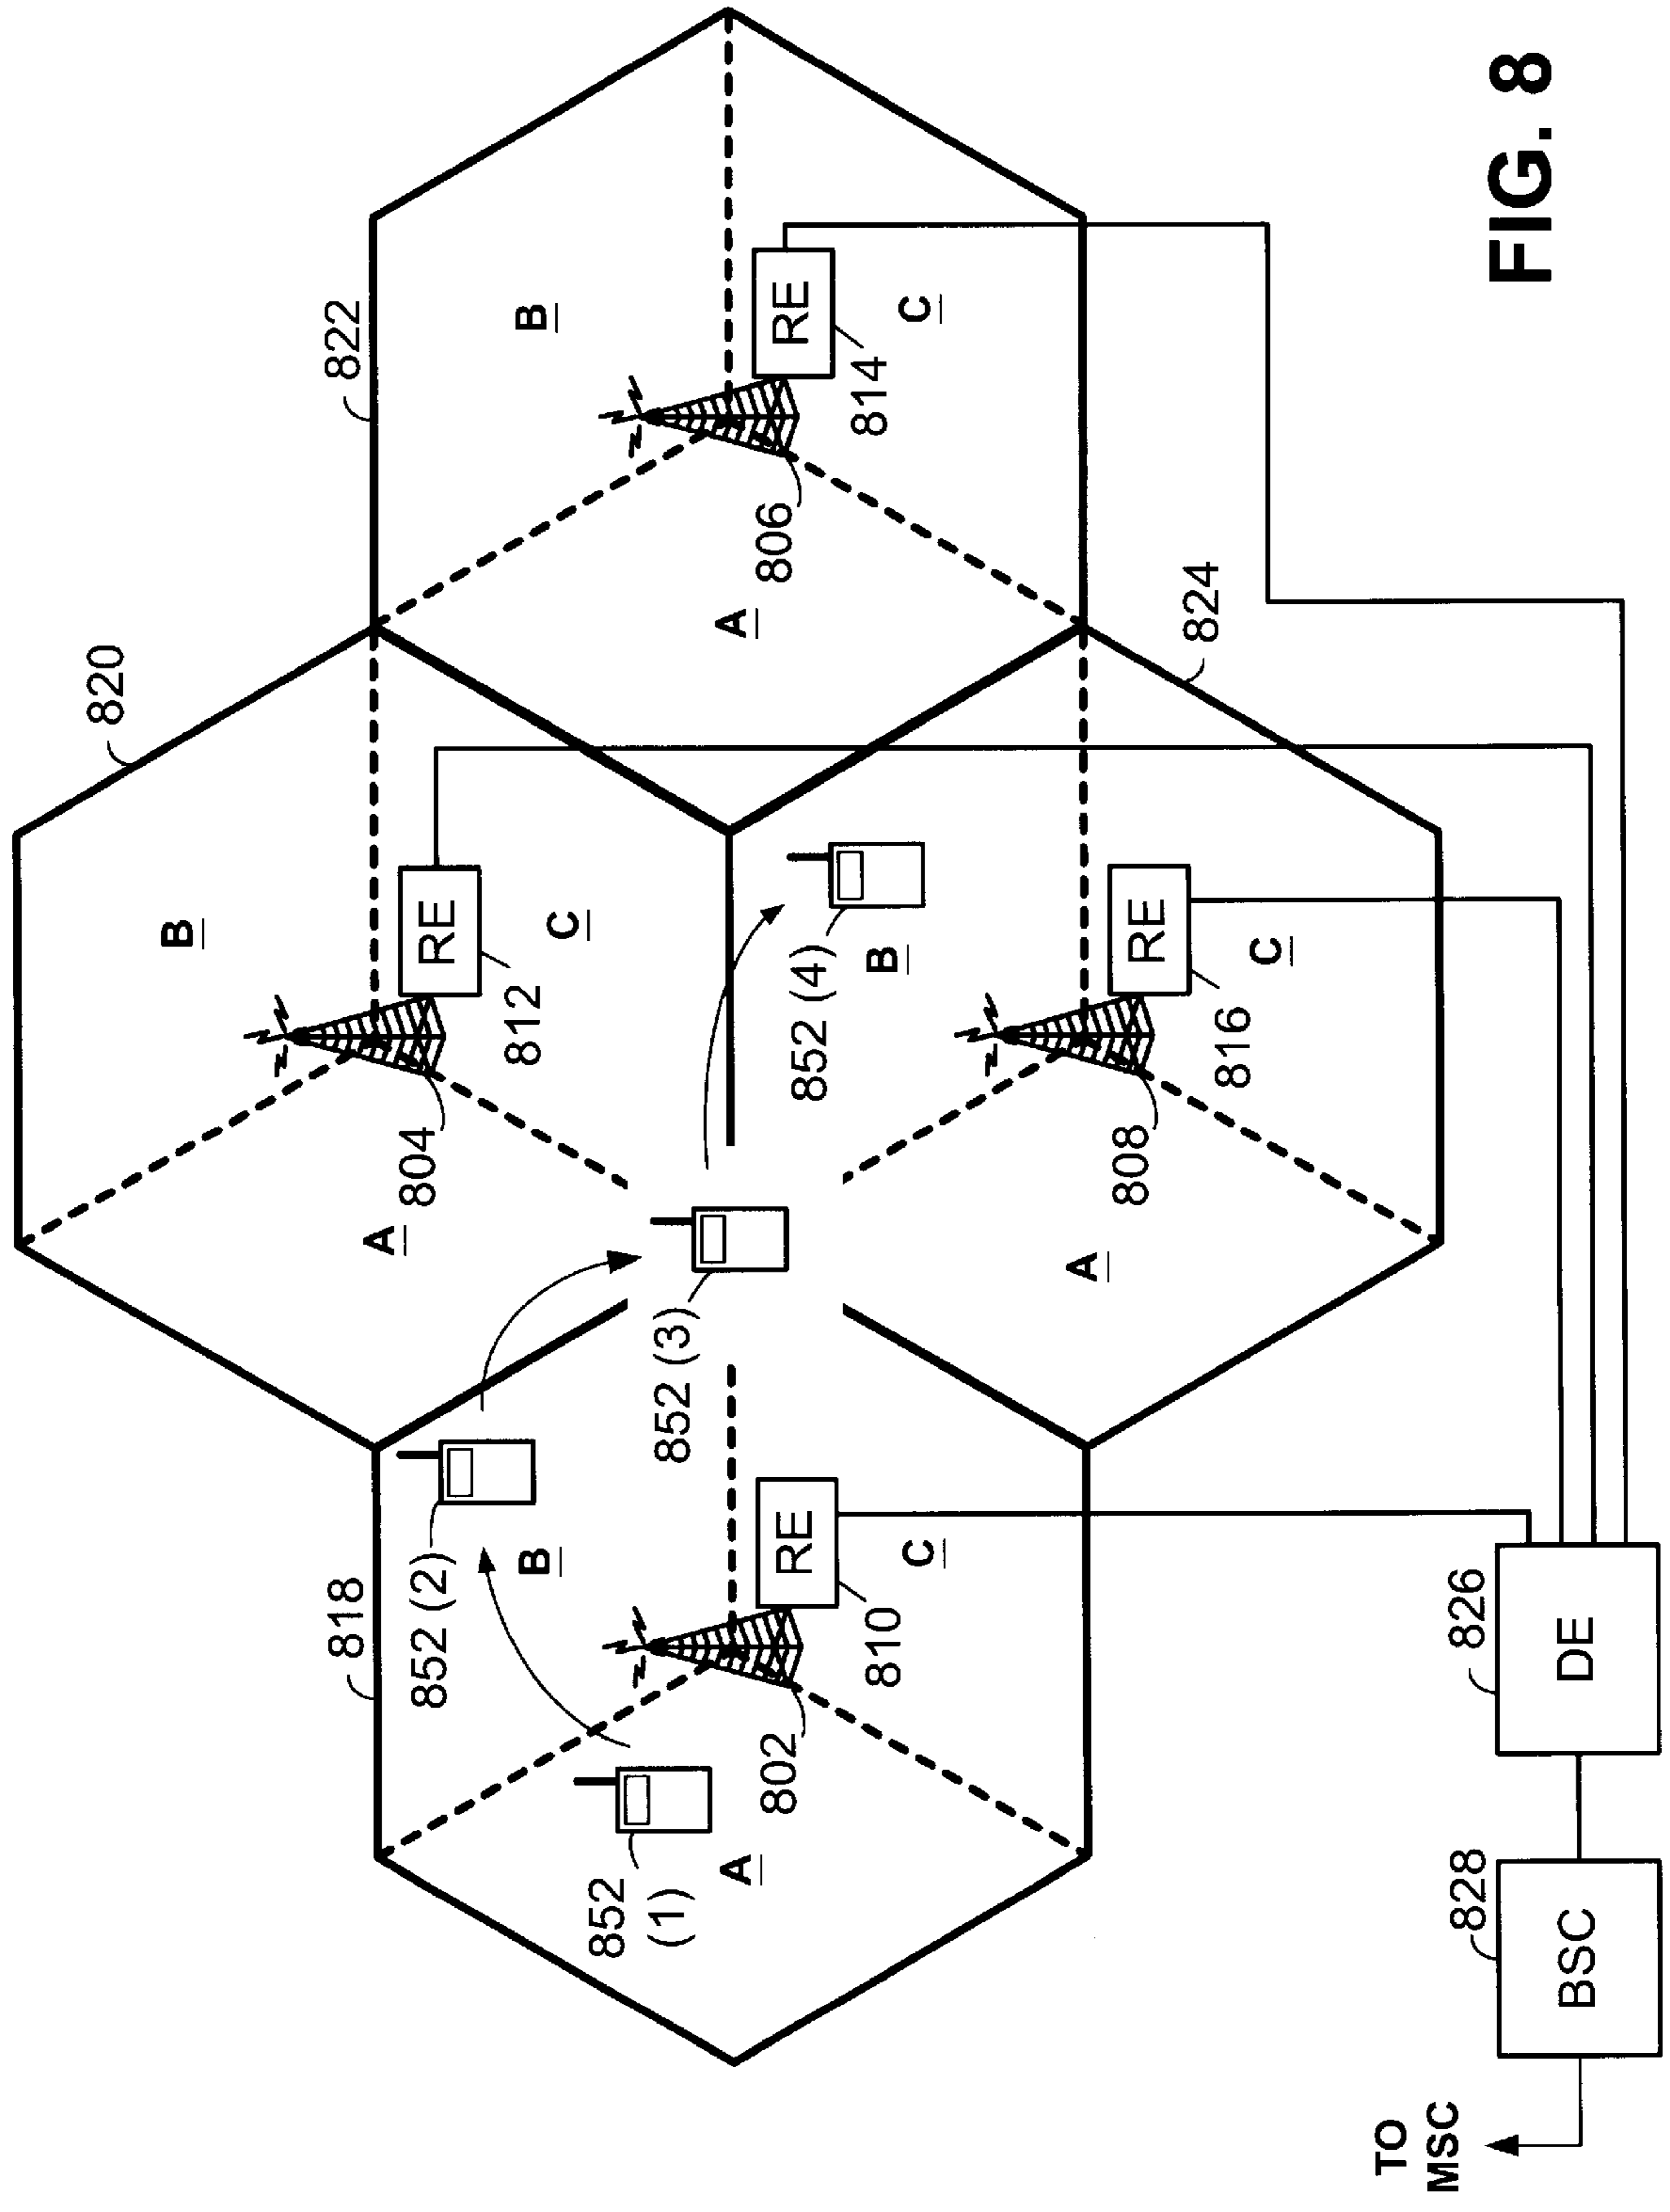 820
822
B
B
818
852 (2)
B
A
804
812
RE
C
B
852
(1)
A
802
810
RE
C
852 (3)
852 (4)
B
A
806
814
RE
C
A
808
816
RE
C
824
TO
MSC
828
BSC
826
DE
FIG. 8